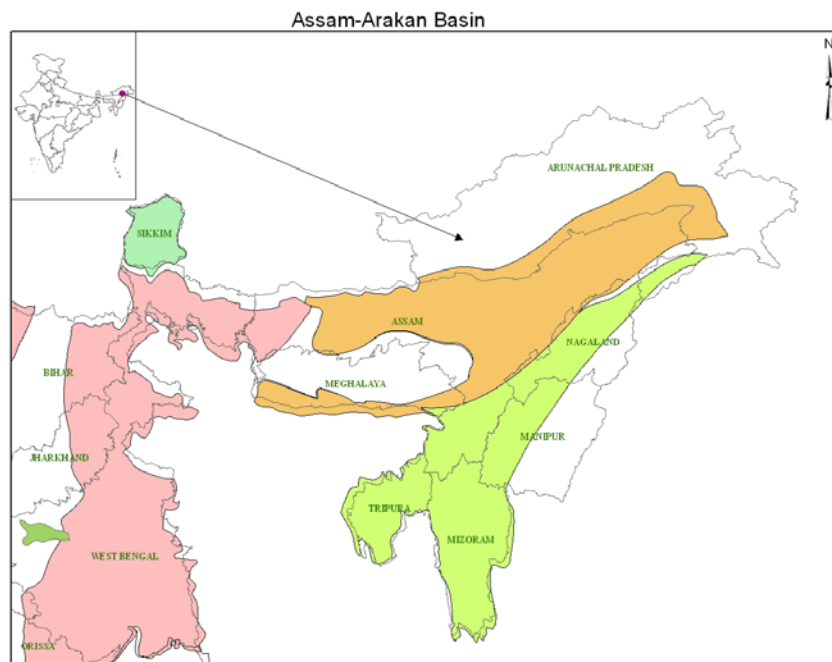 Assam-Arakan Basin
N
ARUNACHAL PRADESH
SIKKIM
ASSAM
NAGALAND
BIHAR
MEGHALAYA
MANIPUR
JHARKHAND
TRIPURA
MIZORAM
WEST BENGAL
ORISSA